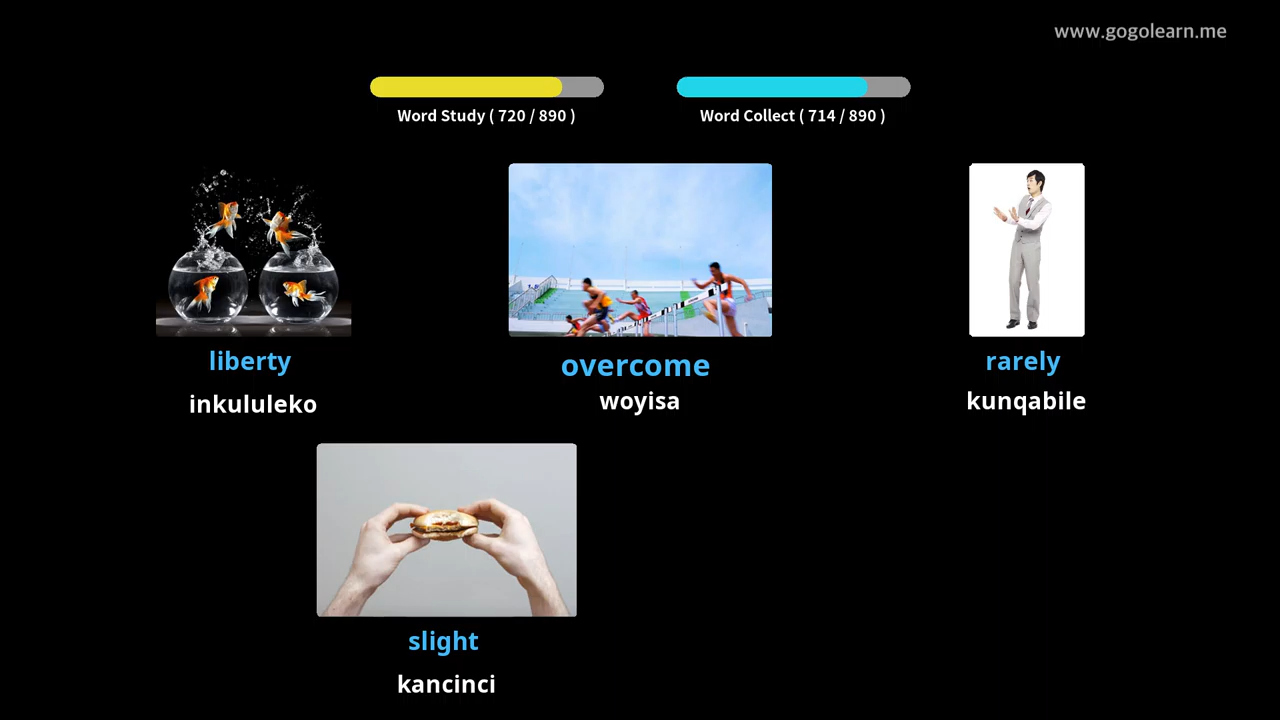 www.gogolearn.me
Word Study ( 720 / 890 )
Word Collect ( 714 / 890 )
liberty
inkululeko
overcome
woyisa
rarely
kunqabile
slight
kancinci